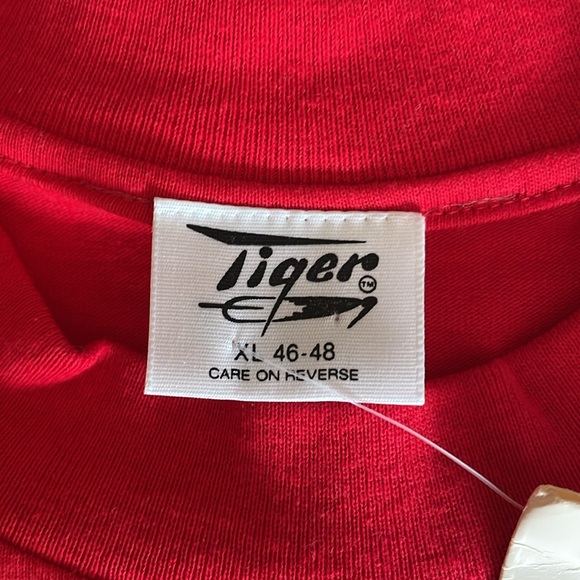 Tiger
TM
XL 46-48
CARE ON REVERSE